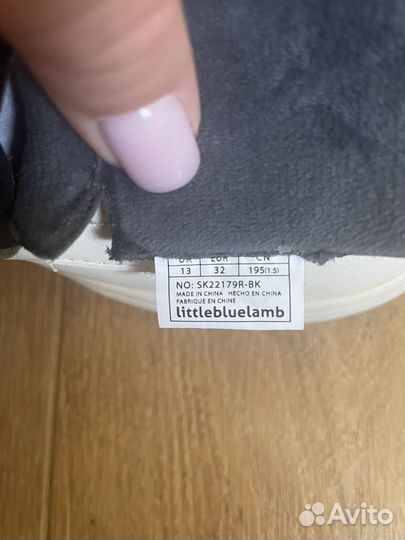 UK EUR CN
13 32 195(1.5)
NO: SK22179R-BK
MADE IN CHINA HECHO EN CHINA
FABRIQUE EN CHINE
littlebluelamb
Avito